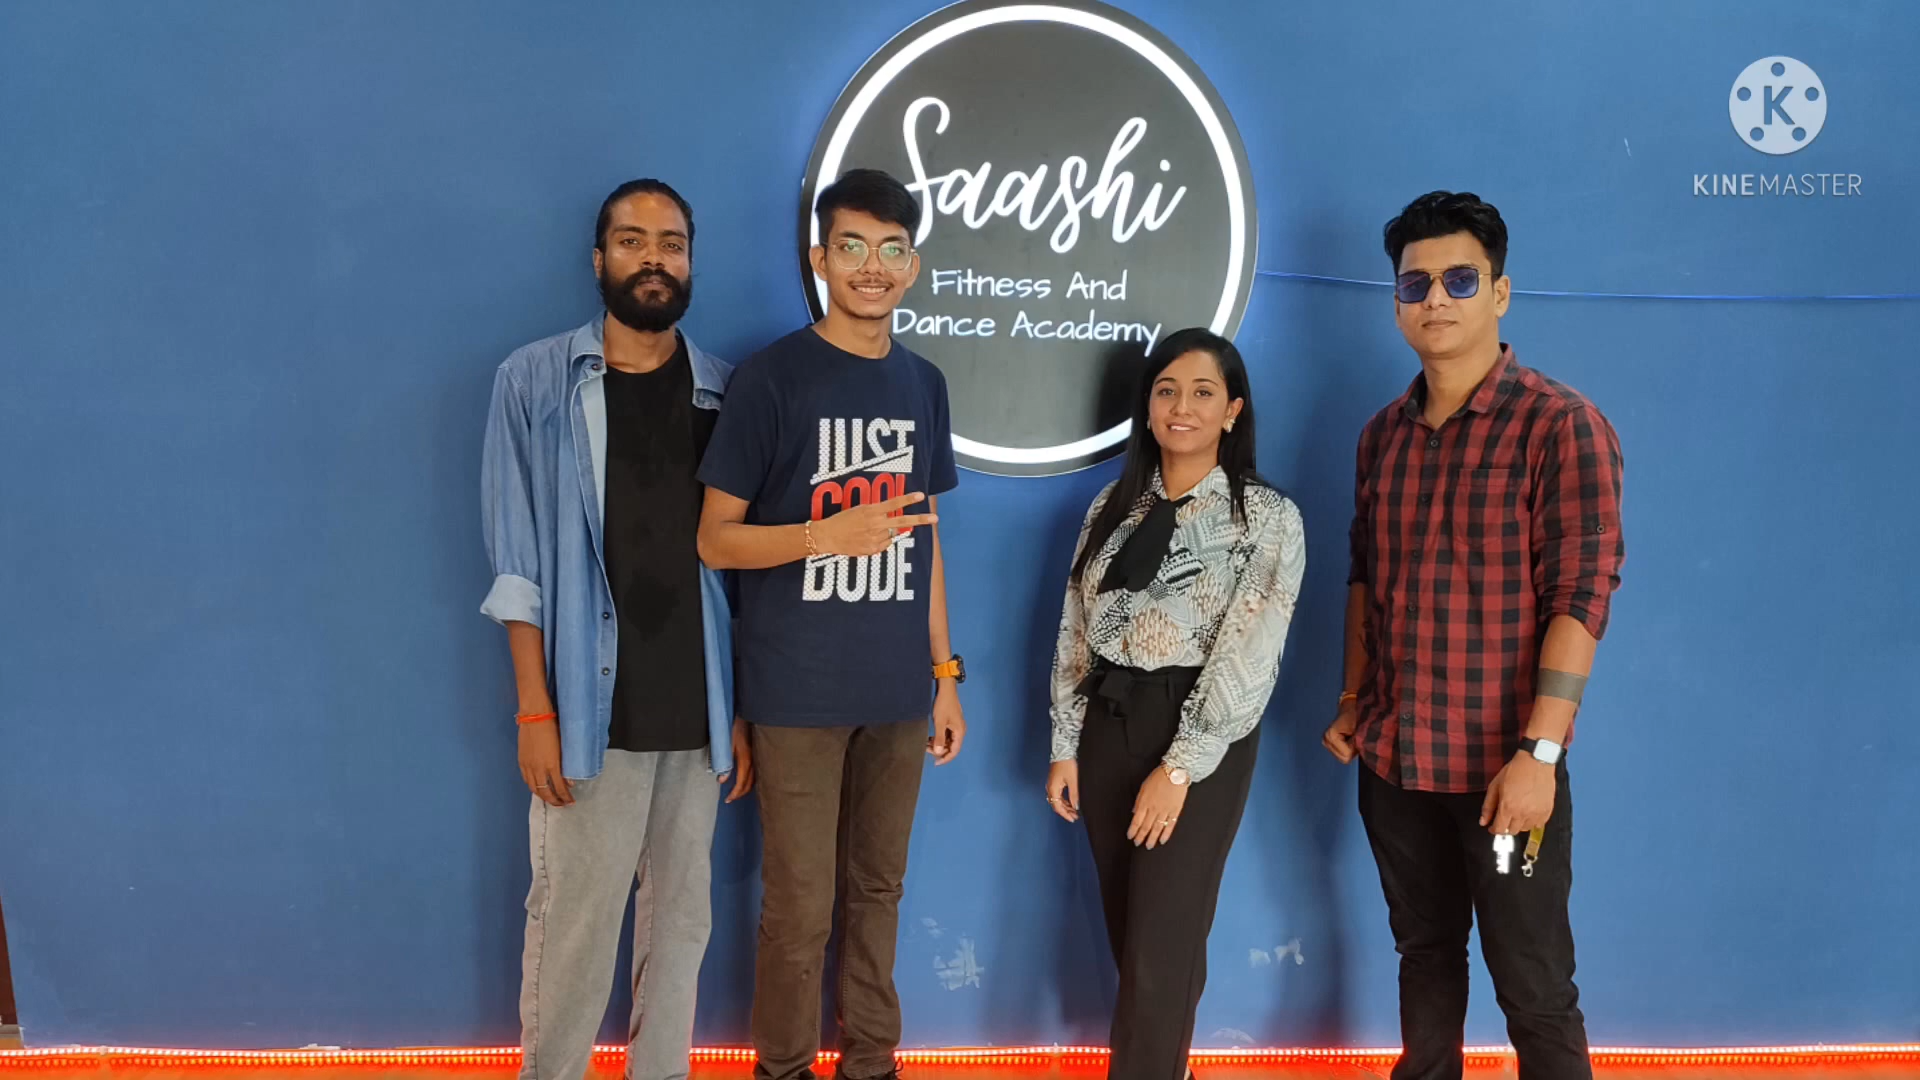 Saashi
Fitness And
Dance Academy
K
KINEMASTER
JUST
COOL
DUDE